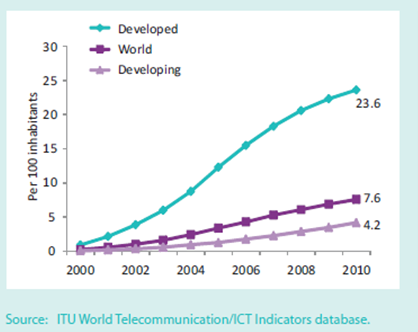 Developed
World
Developing
Per 100 inhabitants
30
25
20
15
10
5
0
23.6
7.6
4.2
2000 2002 2004 2006 2008 2010
Source: ITU World Telecommunication/ICT Indicators database.